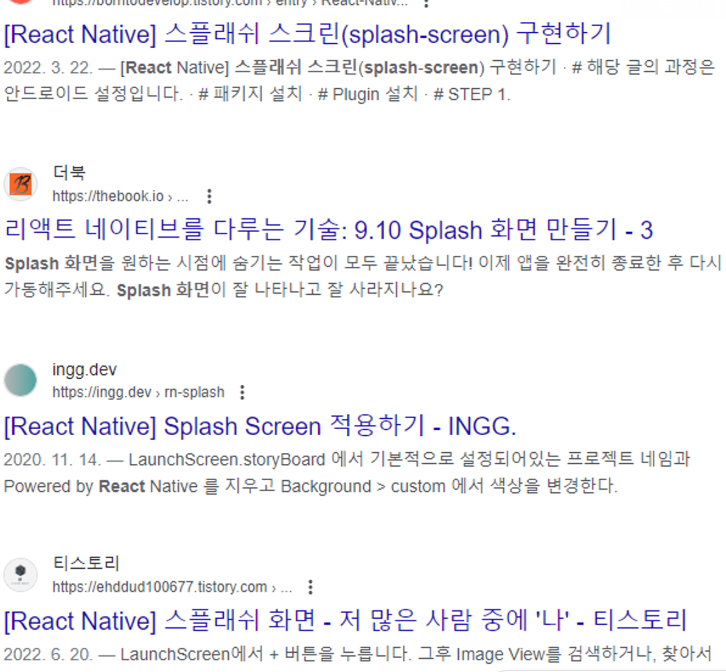 https://borntodevelop.tistory.com › entry › React-Nativ...
[React Native] 스플래쉬 스크린(splash-screen) 구현하기
2022. 3. 22. — [React Native] 스플래쉬 스크린(splash-screen) 구현하기 · # 해당 글의 과정은
안드로이드 설정입니다. · # 패키지 설치 · # Plugin 설치 · # STEP 1.
더북
https://thebook.io › ...
리액트 네이티브를 다루는 기술: 9.10 Splash 화면 만들기 - 3
Splash 화면을 원하는 시점에 숨기는 작업이 모두 끝났습니다! 이제 앱을 완전히 종료한 후 다시
가동해주세요. Splash 화면이 잘 나타나고 잘 사라지나요?
ingg.dev
https://ingg.dev › rn-splash
[React Native] Splash Screen 적용하기 - INGG.
2020. 11. 14. — LaunchScreen.storyBoard 에서 기본적으로 설정되어있는 프로젝트 네임과
Powered by React Native 를 지우고 Background > custom 에서 색상을 변경한다.
티스토리
https://ehddud100677.tistory.com › ...
[React Native] 스플래쉬 화면 - 저 많은 사람 중에 '나' - 티스토리
2022. 6. 20. — LaunchScreen에서 + 버튼을 누릅니다. 그후 Image View를 검색하거나, 찾아서